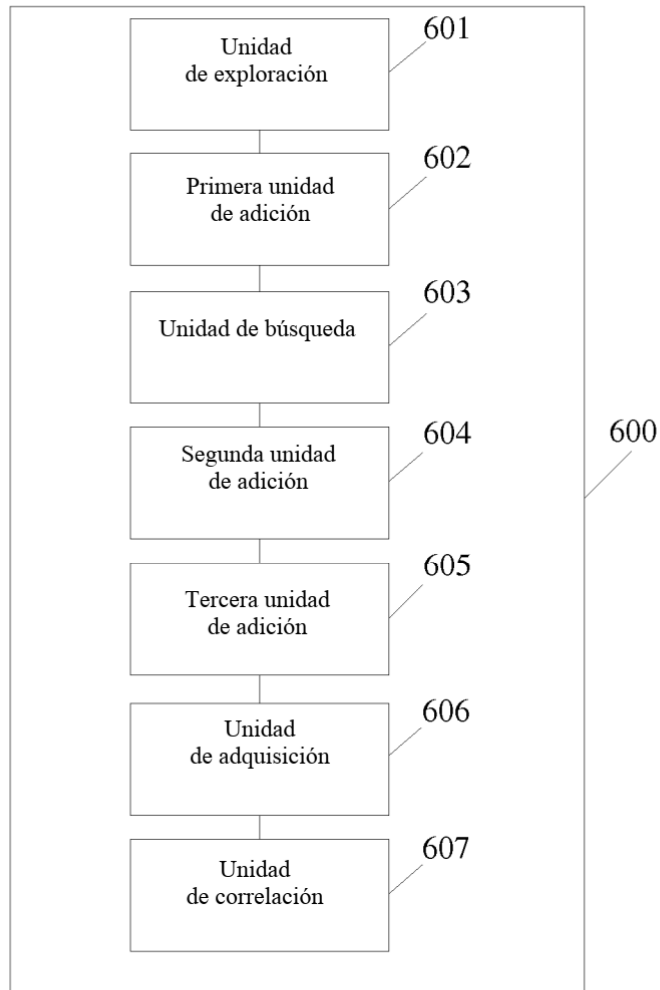 601
Unidad
de exploración
602
Primera unidad
de adición
603
Unidad de búsqueda
604
Segunda unidad
de adición
600
605
Tercera unidad
de adición
606
Unidad
de adquisición
607
Unidad
de correlación